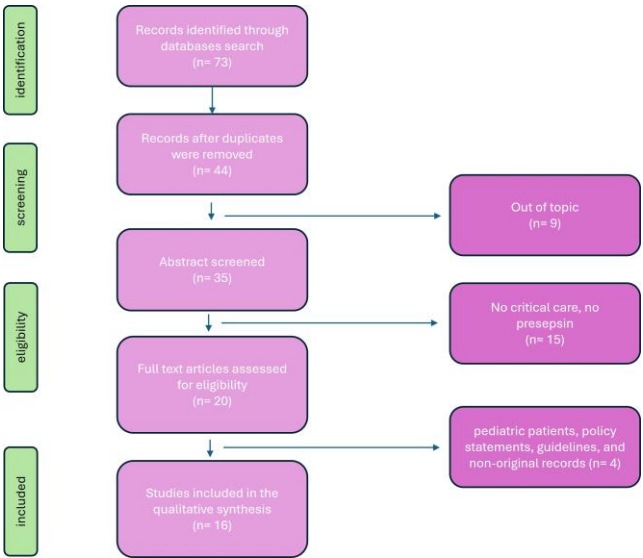 identification
Records identified through
databases search
(n= 73)
Records after duplicates
were removed
(n= 44)
screening
Out of topic
(n= 9)
Abstract screened
(n= 35)
eligibility
No critical care, no
presepsin
(n= 15)
Full text articles assessed
for eligibility
(n= 20)
pediatric patients, policy
statements, guidelines, and
non-original records (n= 4)
included
Studies included in the
qualitative synthesis
(n= 16)